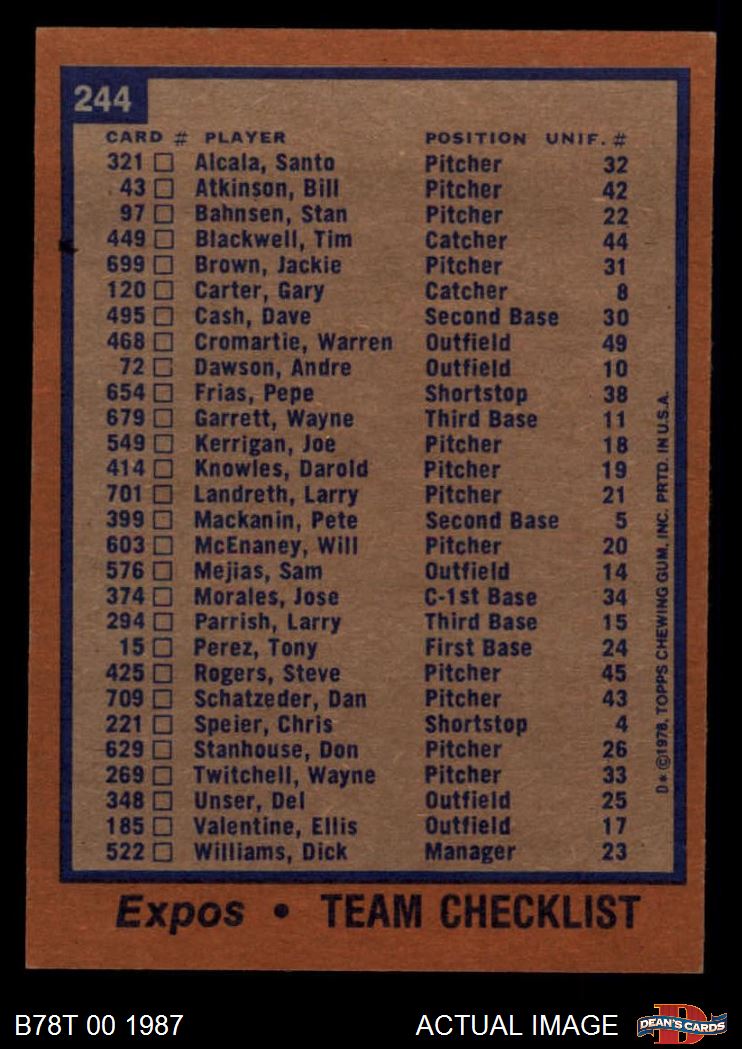 244
CARD # PLAYER POSITION UNIF. #
321 Alcala, Santo Pitcher 32
43 Atkinson, Bill Pitcher 42
97 Bahnsen, Stan Pitcher 22
449 Blackwell, Tim Catcher 44
699 Brown, Jackie Pitcher 31
120 Carter, Gary Catcher 8
495 Cash, Dave Second Base 30
468 Cromartie, Warren Outfield 49
72 Dawson, Andre Outfield 10
654 Frias, Pepe Shortstop 38
679 Garrett, Wayne Third Base 11
549 Kerrigan, Joe Pitcher 18
414 Knowles, Darold Pitcher 19
701 Landreth, Larry Pitcher 21
399 Mackanin, Pete Second Base 5
603 McEnaney, Will Pitcher 20
576 Mejias, Sam Outfield 14
374 Morales, Jose C-1st Base 34
294 Parrish, Larry Third Base 15
15 Perez, Tony First Base 24
425 Rogers, Steve Pitcher 45
709 Schatzeder, Dan Pitcher 43
221 Speier, Chris Shortstop 4
629 Stanhouse, Don Pitcher 26
269 Twitchell, Wayne Pitcher 33
348 Unser, Del Outfield 25
185 Valentine, Ellis Outfield 17
522 Williams, Dick Manager 23
D* ©1978, TOPPS CHEWING GUM, INC. PRTD. IN U.S.A.
Expos • TEAM CHECKLIST
B78T 00 1987 ACTUAL IMAGE
D
DEAN'S CARDS